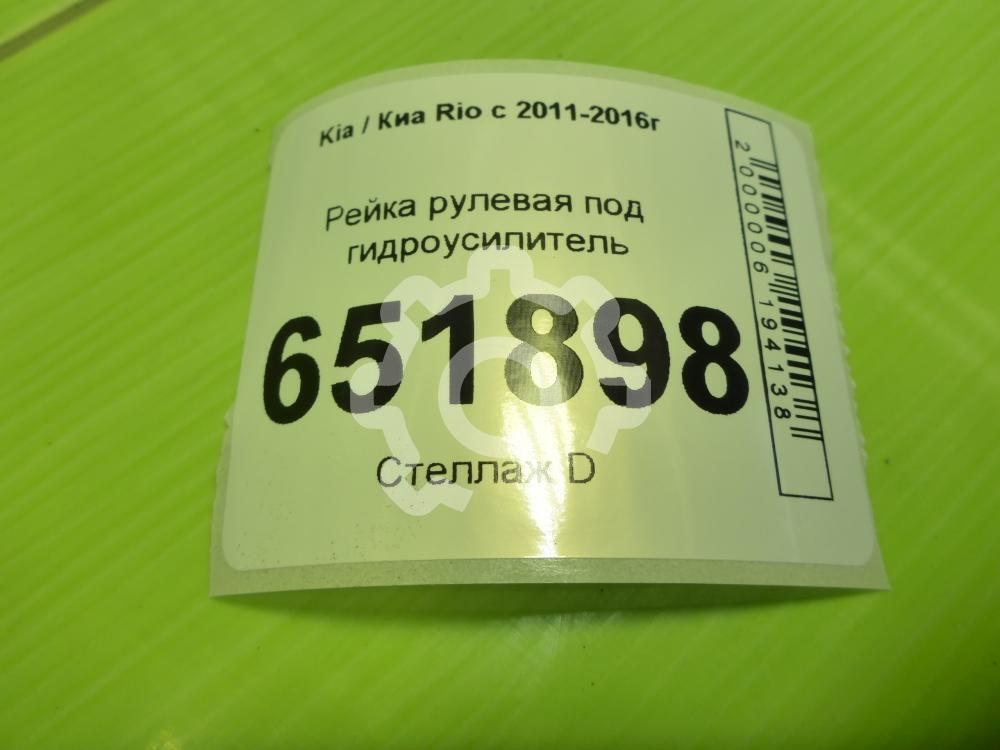 Kia / Киа Rio с 2011-2016г
Рейка рулевая под
гидроусилитель
651898
Стеллаж D
2000006194138